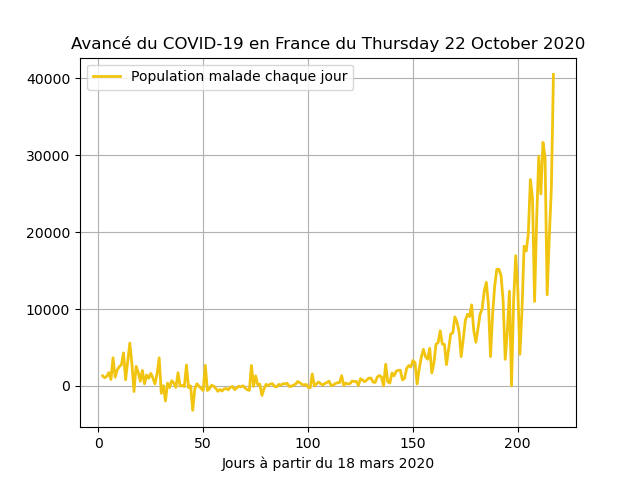 Avancé du COVID-19 en France du Thursday 22 October 2020
Population malade chaque jour
40000
30000
20000
10000
0
0 50 100 150 200
Jours à partir du 18 mars 2020